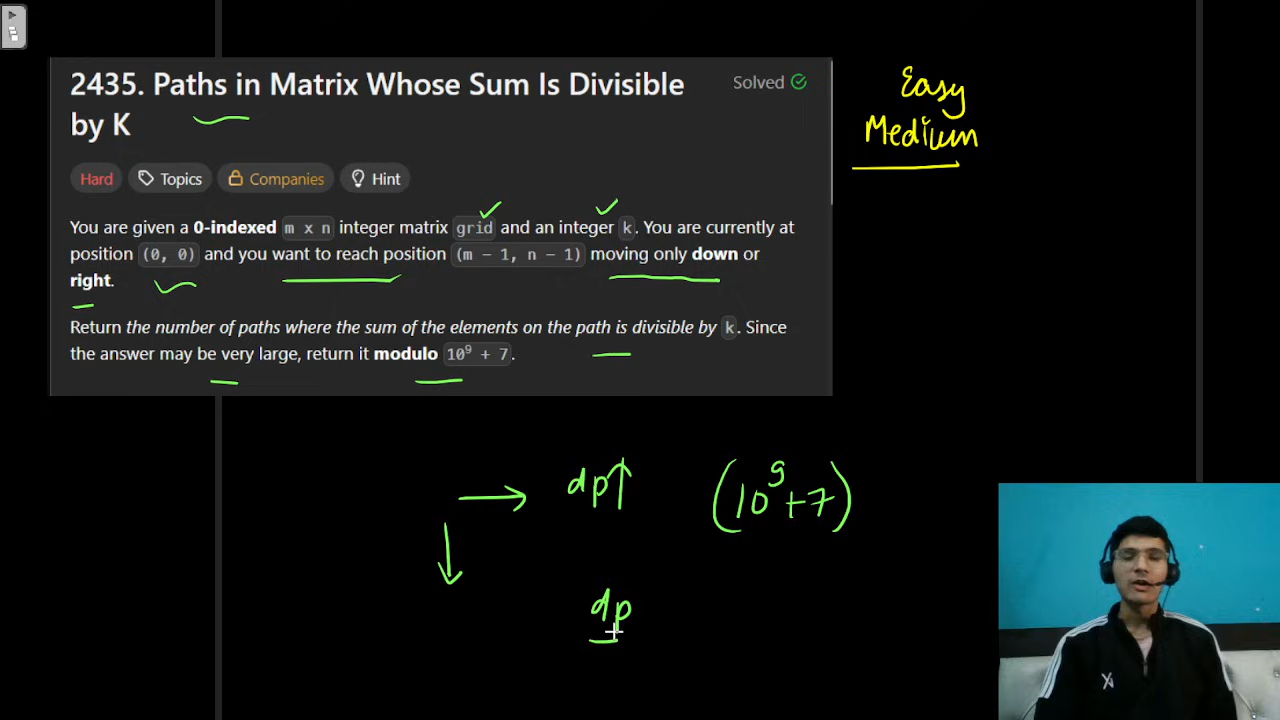 2435. Paths in Matrix Whose Sum Is Divisible
by K
Solved
Easy
Medium
Hard Topics Companies Hint
You are given a 0-indexed m x n integer matrix grid and an integer k. You are currently at
position (0, 0) and you want to reach position (m - 1, n - 1) moving only down or
right.
Return the number of paths where the sum of the elements on the path is divisible by k. Since
the answer may be very large, return it modulo 10⁹ + 7.
dp↑ (10⁹+7)
dp